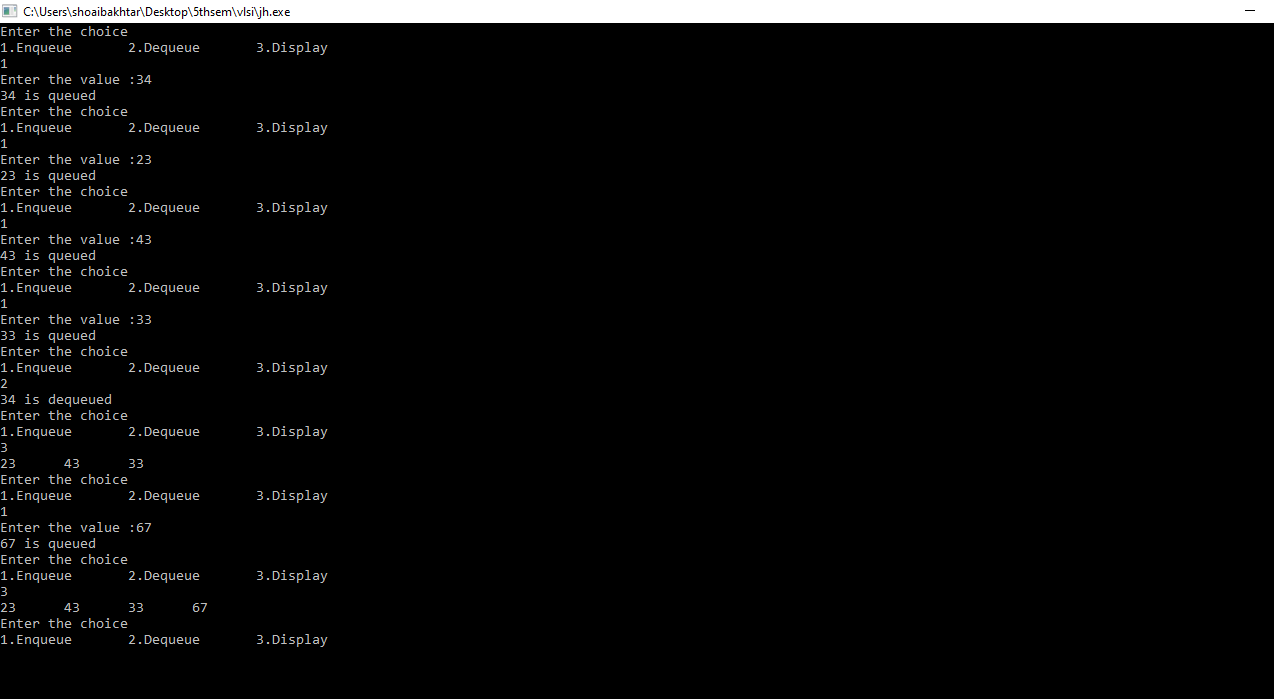 C:\Users\shoaibakhtar\Desktop\5thsem\vlsi\jh.exe
Enter the choice
1.Enqueue       2.Dequeue       3.Display
1
Enter the value :34
34 is queued
Enter the choice
1.Enqueue       2.Dequeue       3.Display
1
Enter the value :23
23 is queued
Enter the choice
1.Enqueue       2.Dequeue       3.Display
1
Enter the value :43
43 is queued
Enter the choice
1.Enqueue       2.Dequeue       3.Display
1
Enter the value :33
33 is queued
Enter the choice
1.Enqueue       2.Dequeue       3.Display
2
34 is dequeued
Enter the choice
1.Enqueue       2.Dequeue       3.Display
3
23      43      33
Enter the choice
1.Enqueue       2.Dequeue       3.Display
1
Enter the value :67
67 is queued
Enter the choice
1.Enqueue       2.Dequeue       3.Display
3
23      43      33      67
Enter the choice
1.Enqueue       2.Dequeue       3.Display